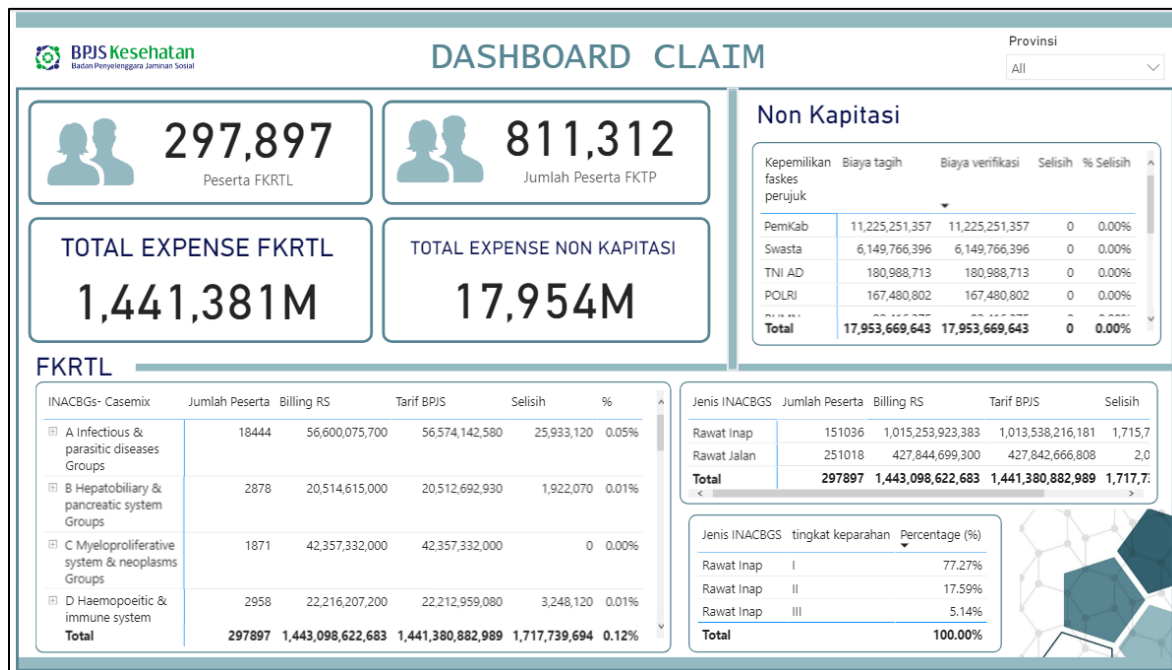 BPJS Kesehatan
Badan Penyelenggara Jaminan Sosial
DASHBOARD CLAIM
Provinsi
All
297,897
Peserta FKRTL
811,312
Jumlah Peserta FKTP
TOTAL EXPENSE FKRTL
1,441,381M
TOTAL EXPENSE NON KAPITASI
17,954M
Non Kapitasi
Kepemilikan faskes perujuk Biaya tagih Biaya verifikasi Selisih % Selisih
PemKab 11,225,251,357 11,225,251,357 0 0.00%
Swasta 6,149,766,396 6,149,766,396 0 0.00%
TNI AD 180,988,713 180,988,713 0 0.00%
POLRI 167,480,802 167,480,802 0 0.00%
Total 17,953,669,643 17,953,669,643 0 0.00%
FKRTL
INACBGs- Casemix Jumlah Peserta Billing RS Tarif BPJS Selisih %
A Infectious & 18444 56,600,075,700 56,574,142,580 25,933,120 0.05%
parasitic diseases
Groups
B Hepatobiliary & 2878 20,514,615,000 20,512,692,930 1,922,070 0.01%
pancreatic system
Groups
C Myeloproliferative 1871 42,357,332,000 42,357,332,000 0 0.00%
system & neoplasms
Groups
D Haemopoeitic & 2958 22,216,207,200 22,212,959,080 3,248,120 0.01%
immune system
Total 297897 1,443,098,622,683 1,441,380,882,989 1,717,739,694 0.12%
Jenis INACBGS Jumlah Peserta Billing RS Tarif BPJS Selisih
Rawat Inap 151036 1,015,253,923,383 1,013,538,216,181 1,715,7
Rawat Jalan 251018 427,844,699,300 427,842,666,808 2,0
Total 297897 1,443,098,622,683 1,441,380,882,989 1,717,7
Jenis INACBGS tingkat keparahan Percentage (%)
Rawat Inap I 77.27%
Rawat Inap II 17.59%
Rawat Inap III 5.14%
Total 100.00%